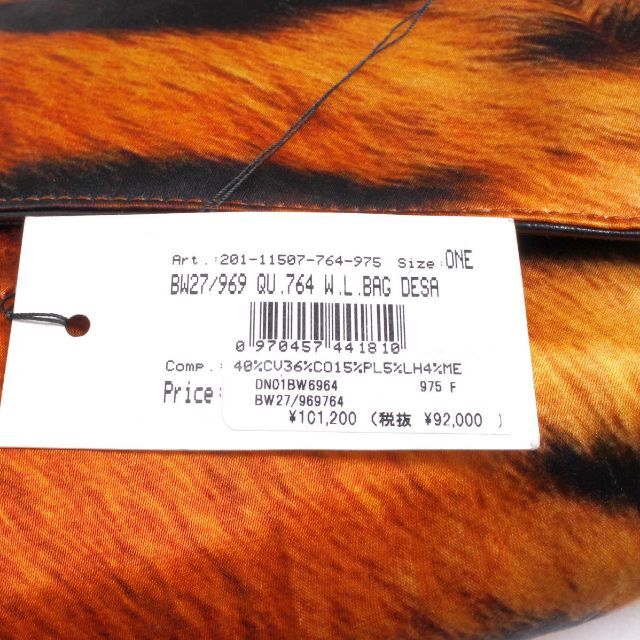 Art.:201-11507-764-975 Size:ONE
BW27/969 QU.764 W.L.BAG DESA
0 970457 441810
Comp.: 40%CV36%CO15%PL5%LH4%ME
Price:
DN01BW6964 975 F
BW27/969764
¥101,200 (税抜 ¥92,000 )